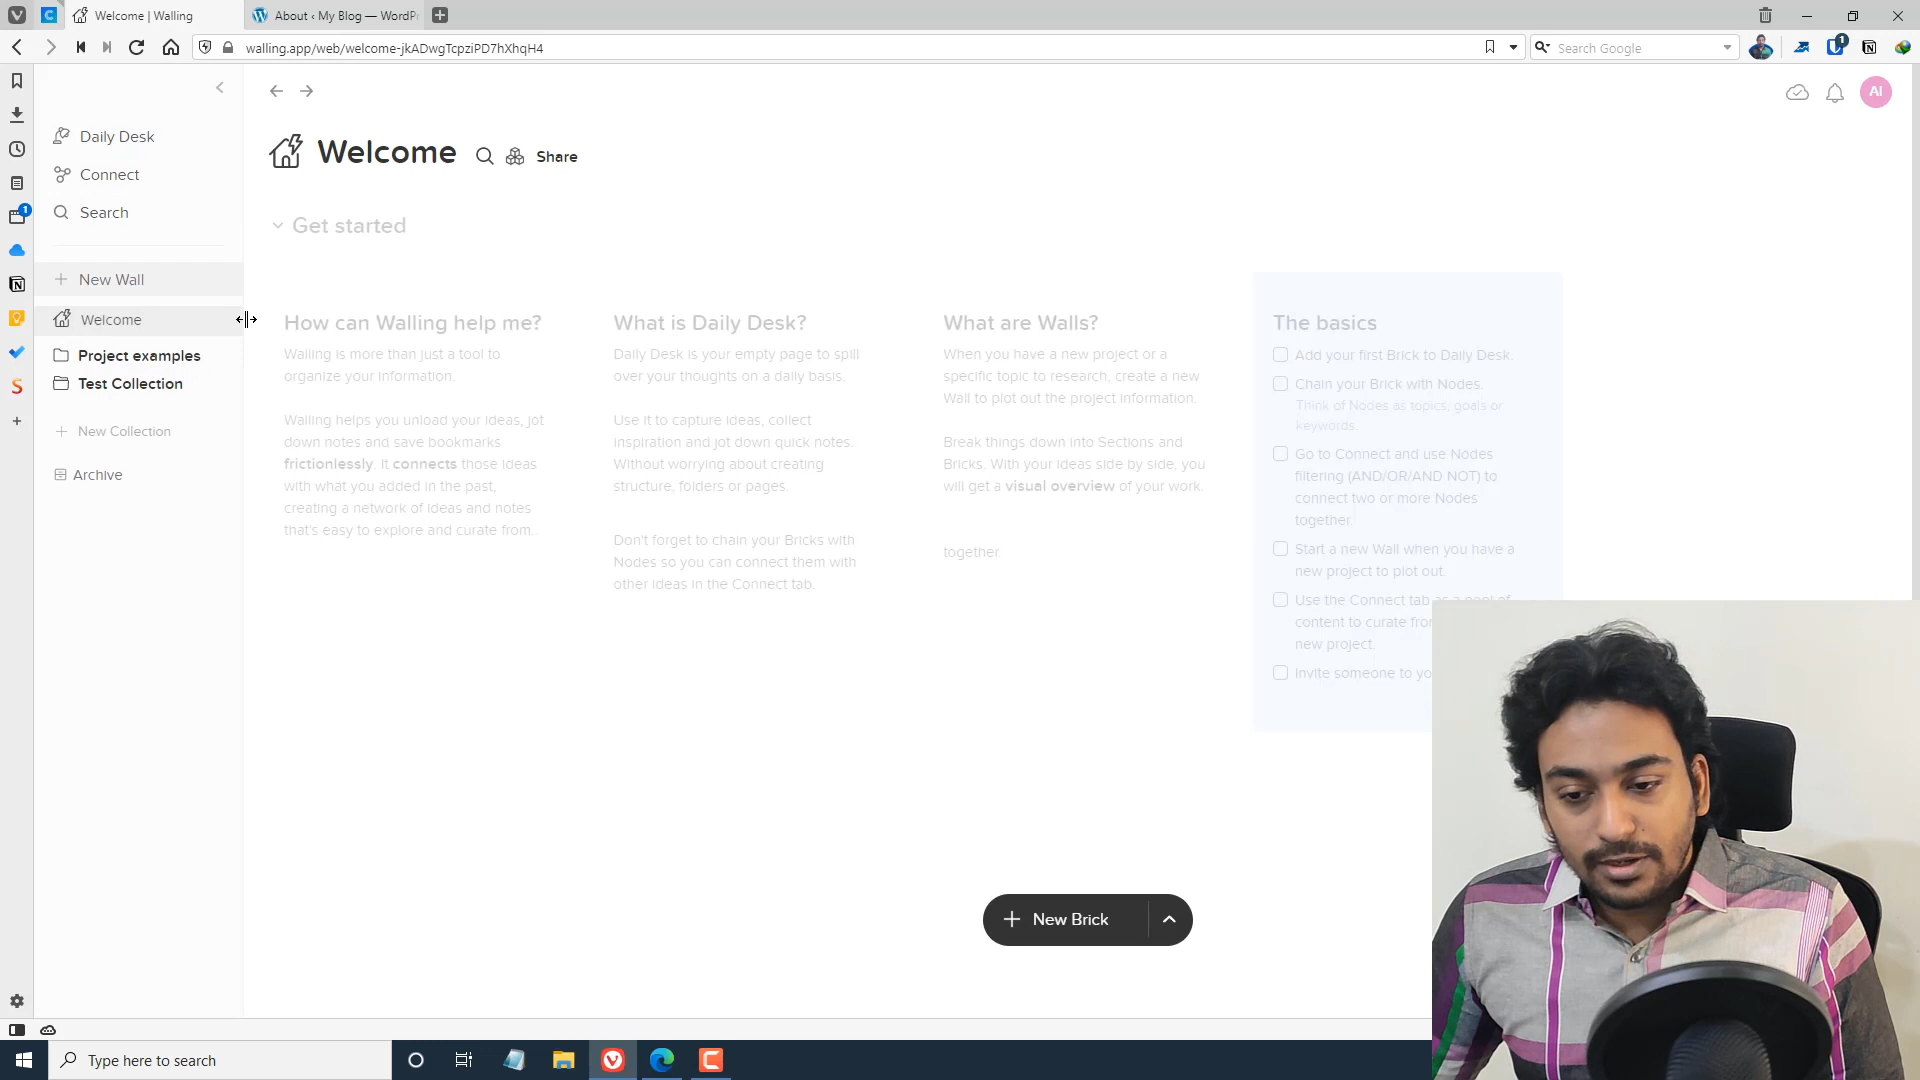 Welcome | Walling
About ‹ My Blog — WordP
walling.app/web/welcome-jkADwgTcpziPD7hXhqH4
Search Google
1
AI
Daily Desk
Connect
Search
New Wall
Welcome
Project examples
Test Collection
New Collection
Archive
1
Welcome
Share
Get started
How can Walling help me?
Walling is more than just a tool to
organize your information.
Walling helps you unload your ideas, jot
down notes and save bookmarks
frictionlessly. It connects those ideas
with what you added in the past,
creating a network of ideas and notes
that's easy to explore and curate from..
What is Daily Desk?
Daily Desk is your empty page to spill
over your thoughts on a daily basis.
Use it to capture ideas, collect
inspiration and jot down quick notes.
Without worrying about creating
structure, folders or pages.
Don't forget to chain your Bricks with
Nodes so you can connect them with
other ideas in the Connect tab.
What are Walls?
When you have a new project or a
specific topic to research, create a new
Wall to plot out the project information.
Break things down into Sections and
Bricks. With your ideas side by side, you
will get a visual overview of your work.
together.
The basics
Add your first Brick to Daily Desk.
Chain your Brick with Nodes.
Think of Nodes as topics, goals or
keywords.
Go to Connect and use Nodes
filtering (AND/OR/AND NOT) to
connect two or more Nodes
together.
Start a new Wall when you have a
new project to plot out.
Use the Connect tab as a pool of
content to curate fro
new project.
Invite someone to yo
New Brick
Type here to search